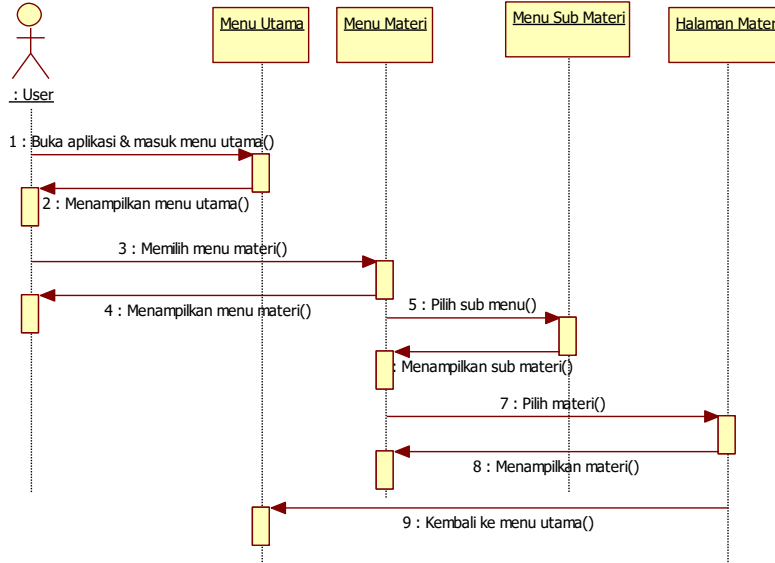 Menu Utama
Menu Materi
Menu Sub Materi
Halaman Mater
: User
1 : Buka aplikasi & masuk menu utama()
2 : Menampilkan menu utama()
3 : Memilih menu materi()
4 : Menampilkan menu materi()
5 : Pilih sub menu()
: Menampilkan sub materi()
7 : Pilih materi()
8 : Menampilkan materi()
9 : Kembali ke menu utama()